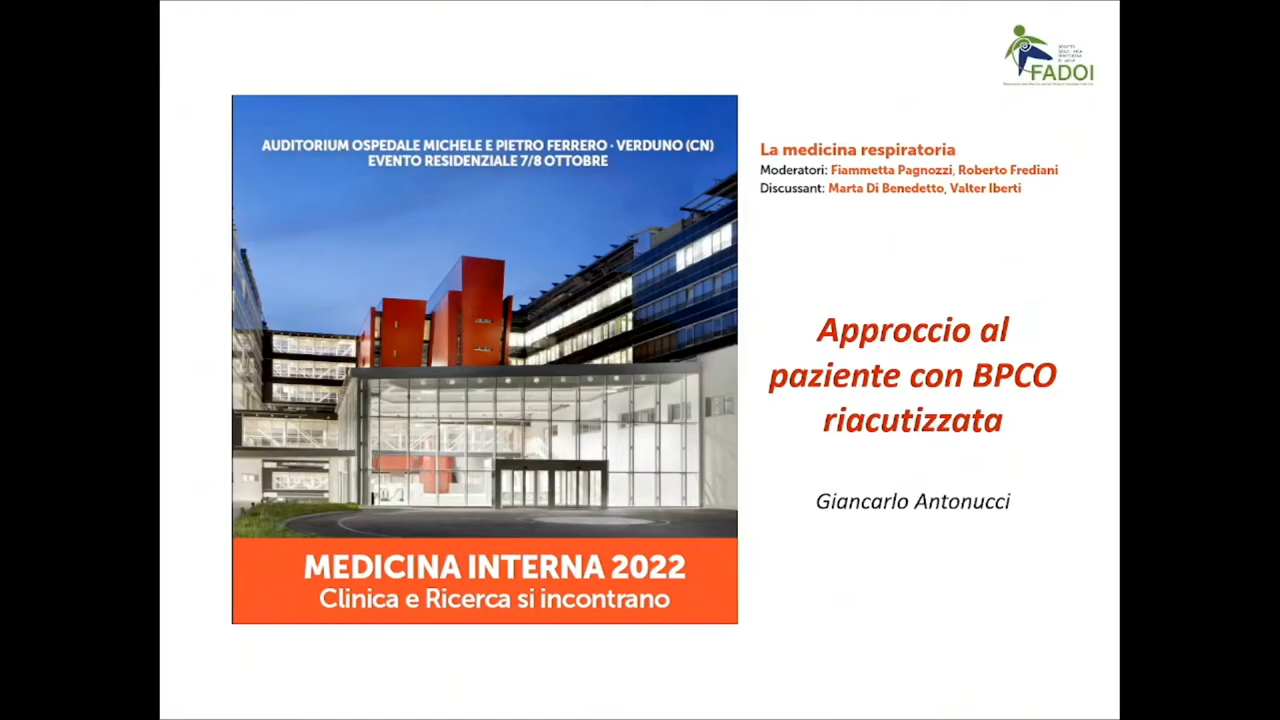 FADOI
AUDITORIUM OSPEDALE MICHELE E PIETRO FERRERO · VERDUNO (CN)
EVENTO RESIDENZIALE 7/8 OTTOBRE
La medicina respiratoria
Moderatori: Fiammetta Pagnozzi, Roberto Frediani
Discussant: Marta Di Benedetto, Valter Iberti
Approccio al
paziente con BPCO
riacutizzata
Giancarlo Antonucci
MEDICINA INTERNA 2022
Clinica e Ricerca si incontrano